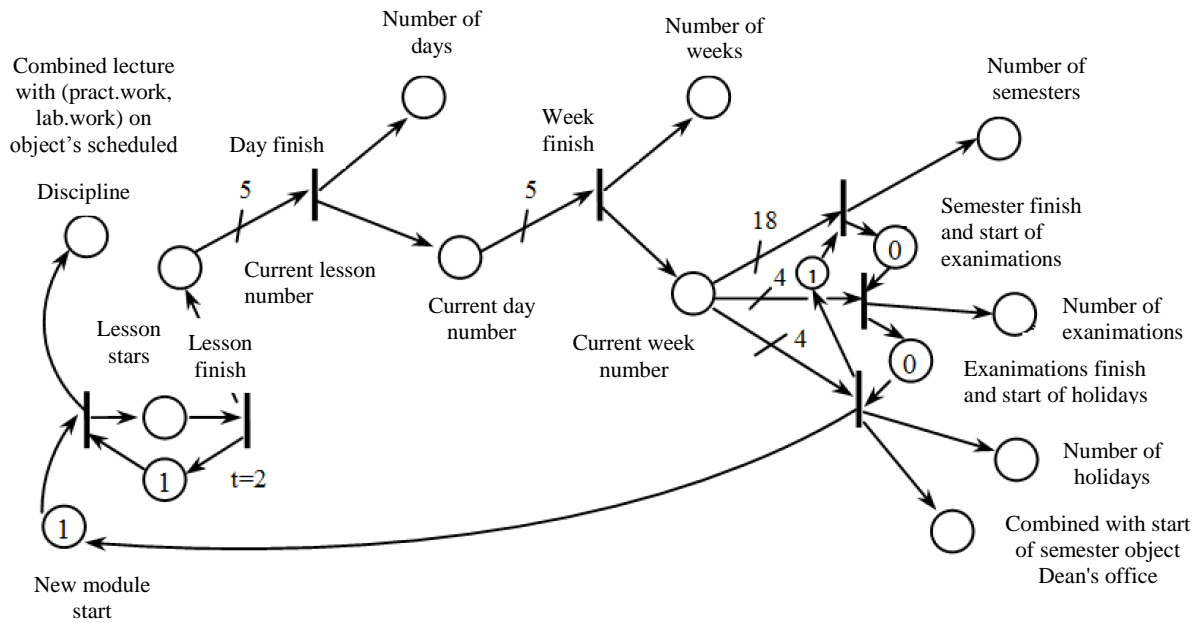 Number of
days
Number of
weeks
Combined lecture
with (pract.work,
lab.work) on
object's scheduled
Number of
semesters
Day finish
Week
finish
Discipline
5
5
18
Semester finish
and start of
exanimations
0
1
4
Current lesson
number
Current day
number
Current week
number
4
Number of
exanimations
Lesson
stars
Lesson
finish
0
Exanimations finish
and start of holidays
Number of
holidays
1
t=2
1
Combined with start
of semester object
Dean's office
New module
start